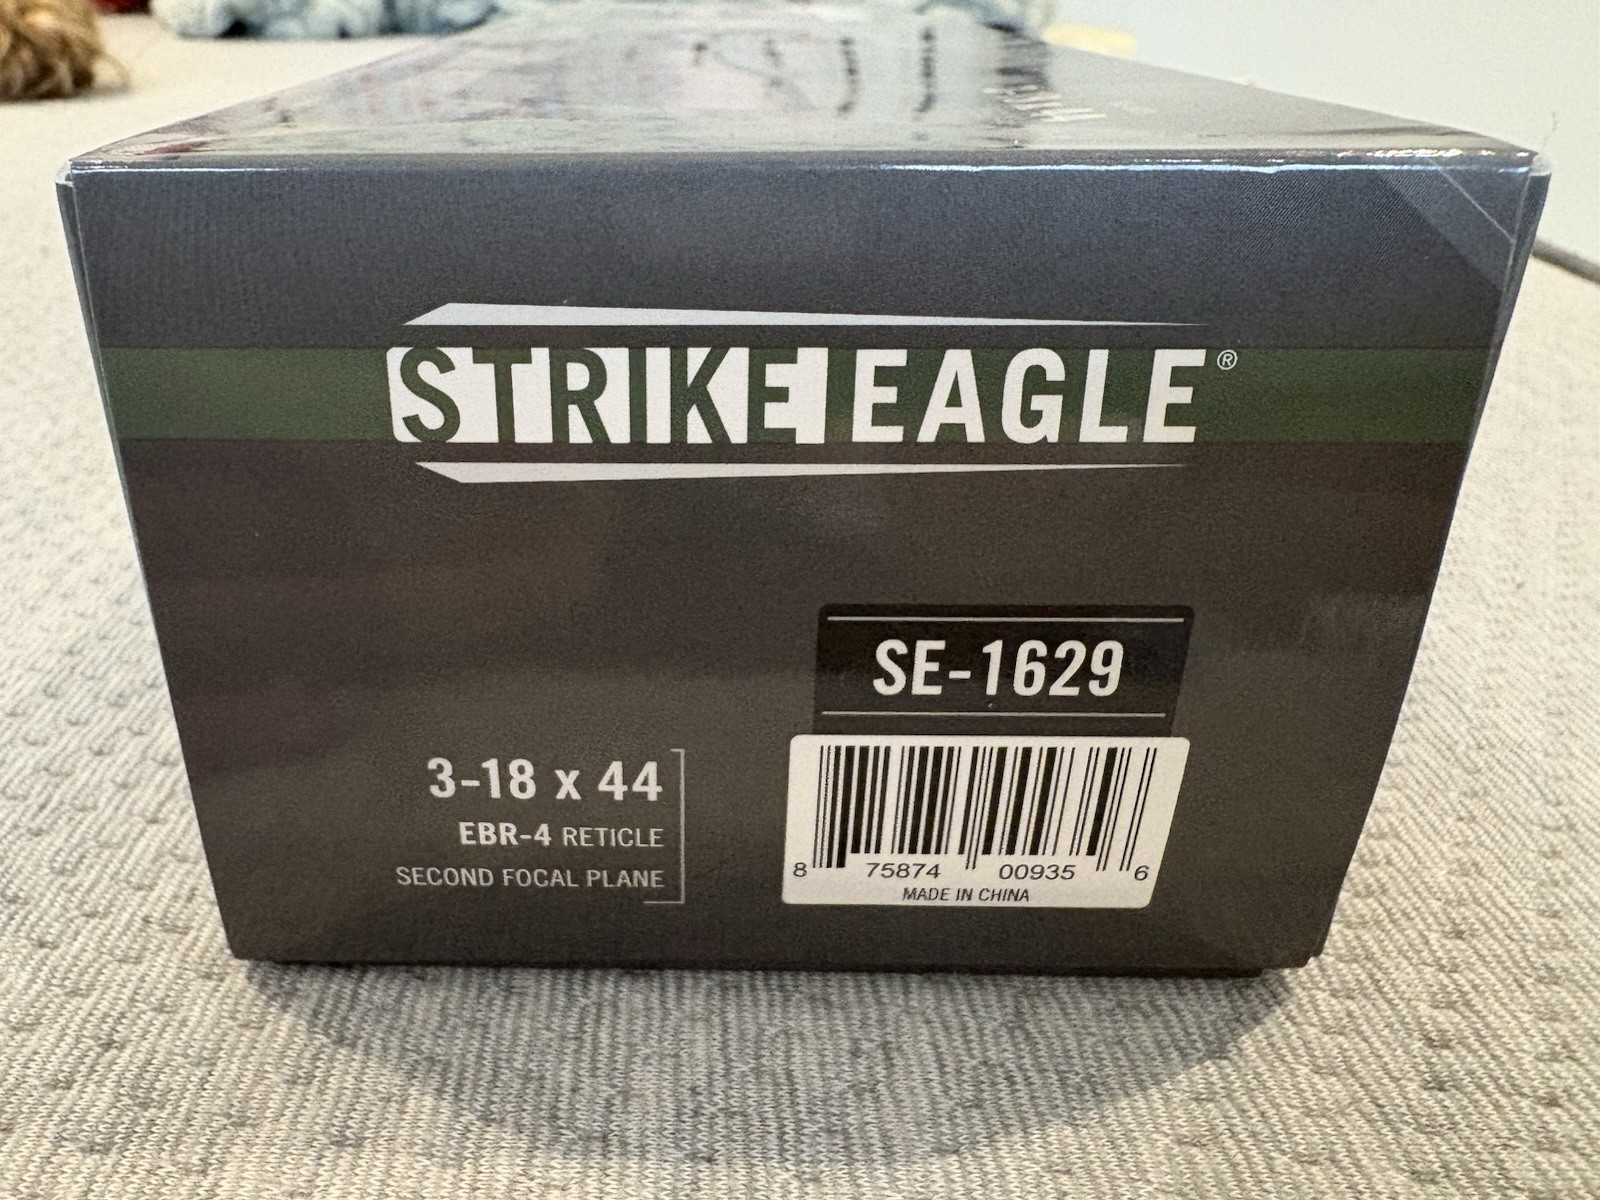 STRIKE EAGLE®
SE-1629
3-18 x 44
EBR-4 RETICLE
SECOND FOCAL PLANE
8 75874 00935 6
MADE IN CHINA